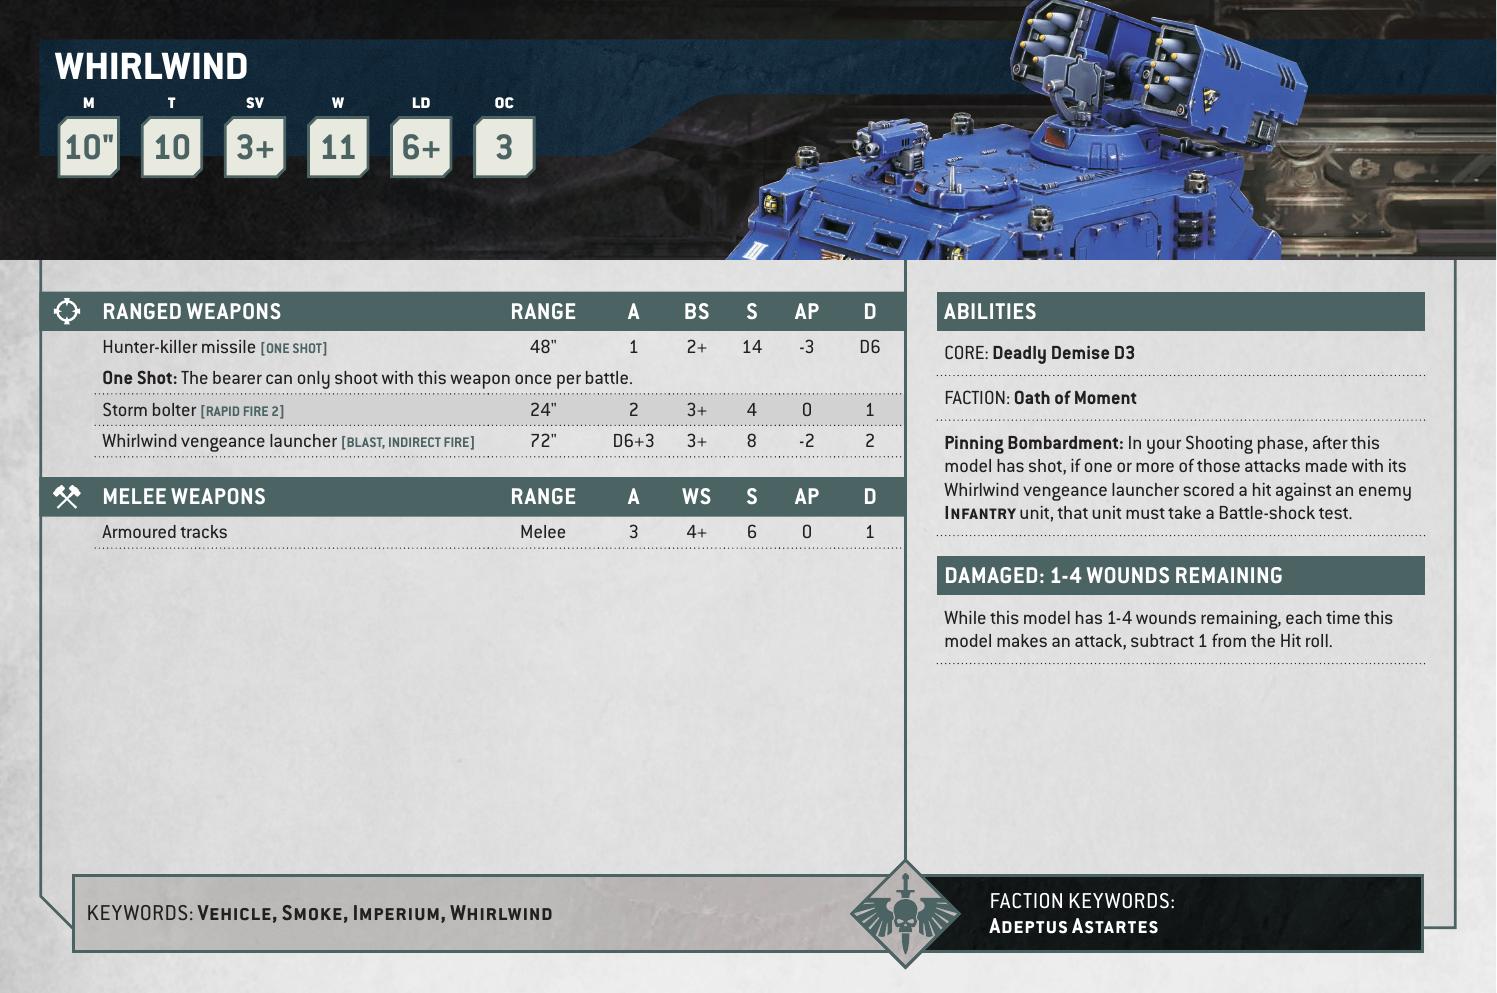 WHIRLWIND
M T SV W LD OC
10" 10 3+ 11 6+ 3
RANGED WEAPONS RANGE A BS S AP D
Hunter-killer missile [ONE SHOT] 48" 1 2+ 14 -3 D6
One Shot: The bearer can only shoot with this weapon once per battle.
Storm bolter [RAPID FIRE 2] 24" 2 3+ 4 0 1
Whirlwind vengeance launcher [BLAST, INDIRECT FIRE] 72" D6+3 3+ 8 -2 2
MELEE WEAPONS RANGE A WS S AP D
Armoured tracks Melee 3 4+ 6 0 1
ABILITIES
CORE: Deadly Demise D3
FACTION: Oath of Moment
Pinning Bombardment: In your Shooting phase, after this
model has shot, if one or more of those attacks made with its
Whirlwind vengeance launcher scored a hit against an enemy
INFANTRY unit, that unit must take a Battle-shock test.
DAMAGED: 1-4 WOUNDS REMAINING
While this model has 1-4 wounds remaining, each time this
model makes an attack, subtract 1 from the Hit roll.
KEYWORDS: VEHICLE, SMOKE, IMPERIUM, WHIRLWIND
FACTION KEYWORDS:
ADEPTUS ASTARTES